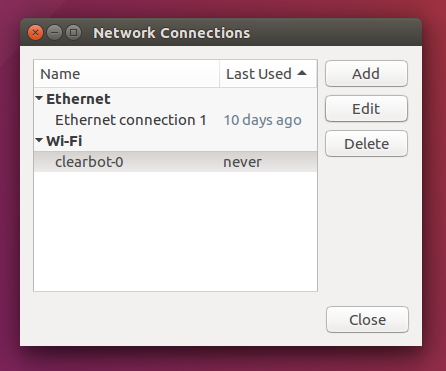 Network Connections
Name Last Used
Add
Ethernet
Edit
Ethernet connection 1 10 days ago
Wi-Fi
Delete
clearbot-0 never
Close